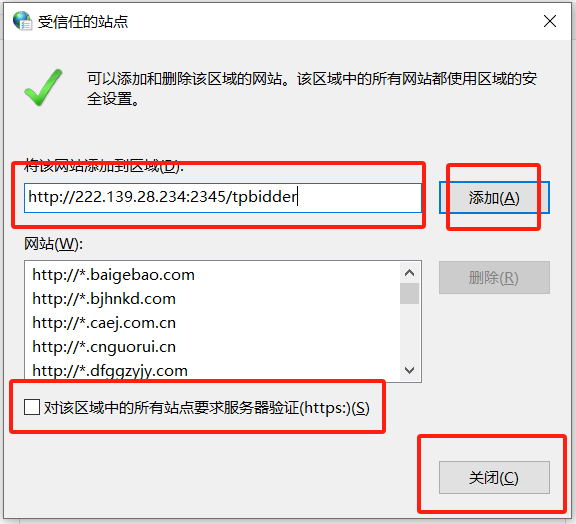 受信任的站点
可以添加和删除该区域的网站。该区域中的所有网站都使用区域的安
全设置。
将该网站添加到区域(D):
http://222.139.28.234:2345/tpbidder
添加(A)
网站(W):
http://*.baigebao.com
http://*.bjhnkd.com
http://*.caej.com.cn
http://*.cnguorui.cn
http://*.dfggzyjy.com
删除(R)
对该区域中的所有站点要求服务器验证(https:)(S)
关闭(C)